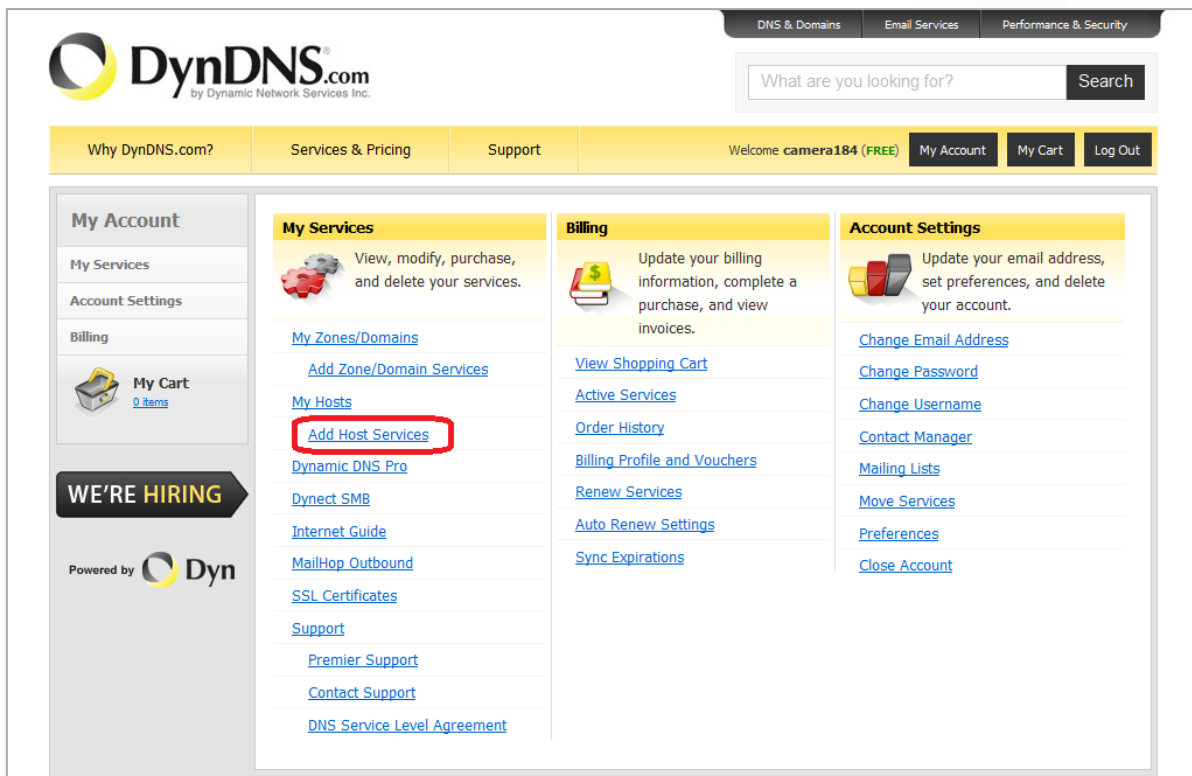 DNS & Domains Email Services Performance & Security
DynDNS.com
by Dynamic Network Services Inc.
What are you looking for? Search
Why DynDNS.com? Services & Pricing Support Welcome camera184 (FREE) My Account My Cart Log Out
My Account
My Services
Account Settings
Billing
My Cart
0 items
WE'RE HIRING
Powered by Dyn
My Services
View, modify, purchase,
and delete your services.
My Zones/Domains
Add Zone/Domain Services
My Hosts
Add Host Services
Dynamic DNS Pro
Dynect SMB
Internet Guide
MailHop Outbound
SSL Certificates
Support
Premier Support
Contact Support
DNS Service Level Agreement
Billing
$
Update your billing
information, complete a
purchase, and view
invoices.
View Shopping Cart
Active Services
Order History
Billing Profile and Vouchers
Renew Services
Auto Renew Settings
Sync Expirations
Account Settings
Update your email address,
set preferences, and delete
your account.
Change Email Address
Change Password
Change Username
Contact Manager
Mailing Lists
Move Services
Preferences
Close Account